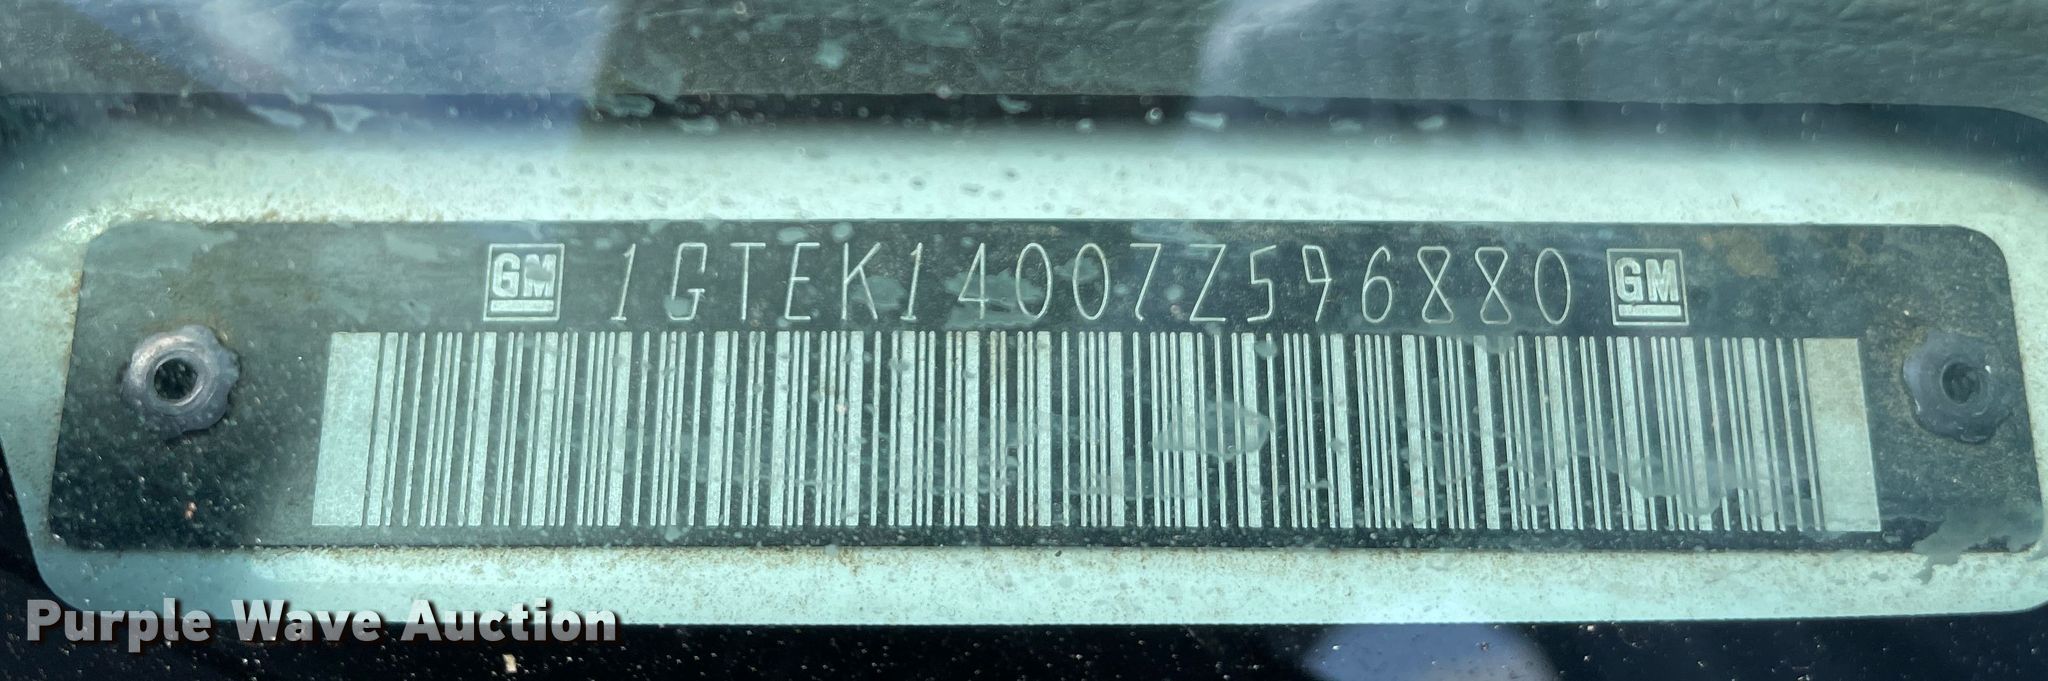 GM 1GTEK14007Z596880 GM
Purple Wave Auction